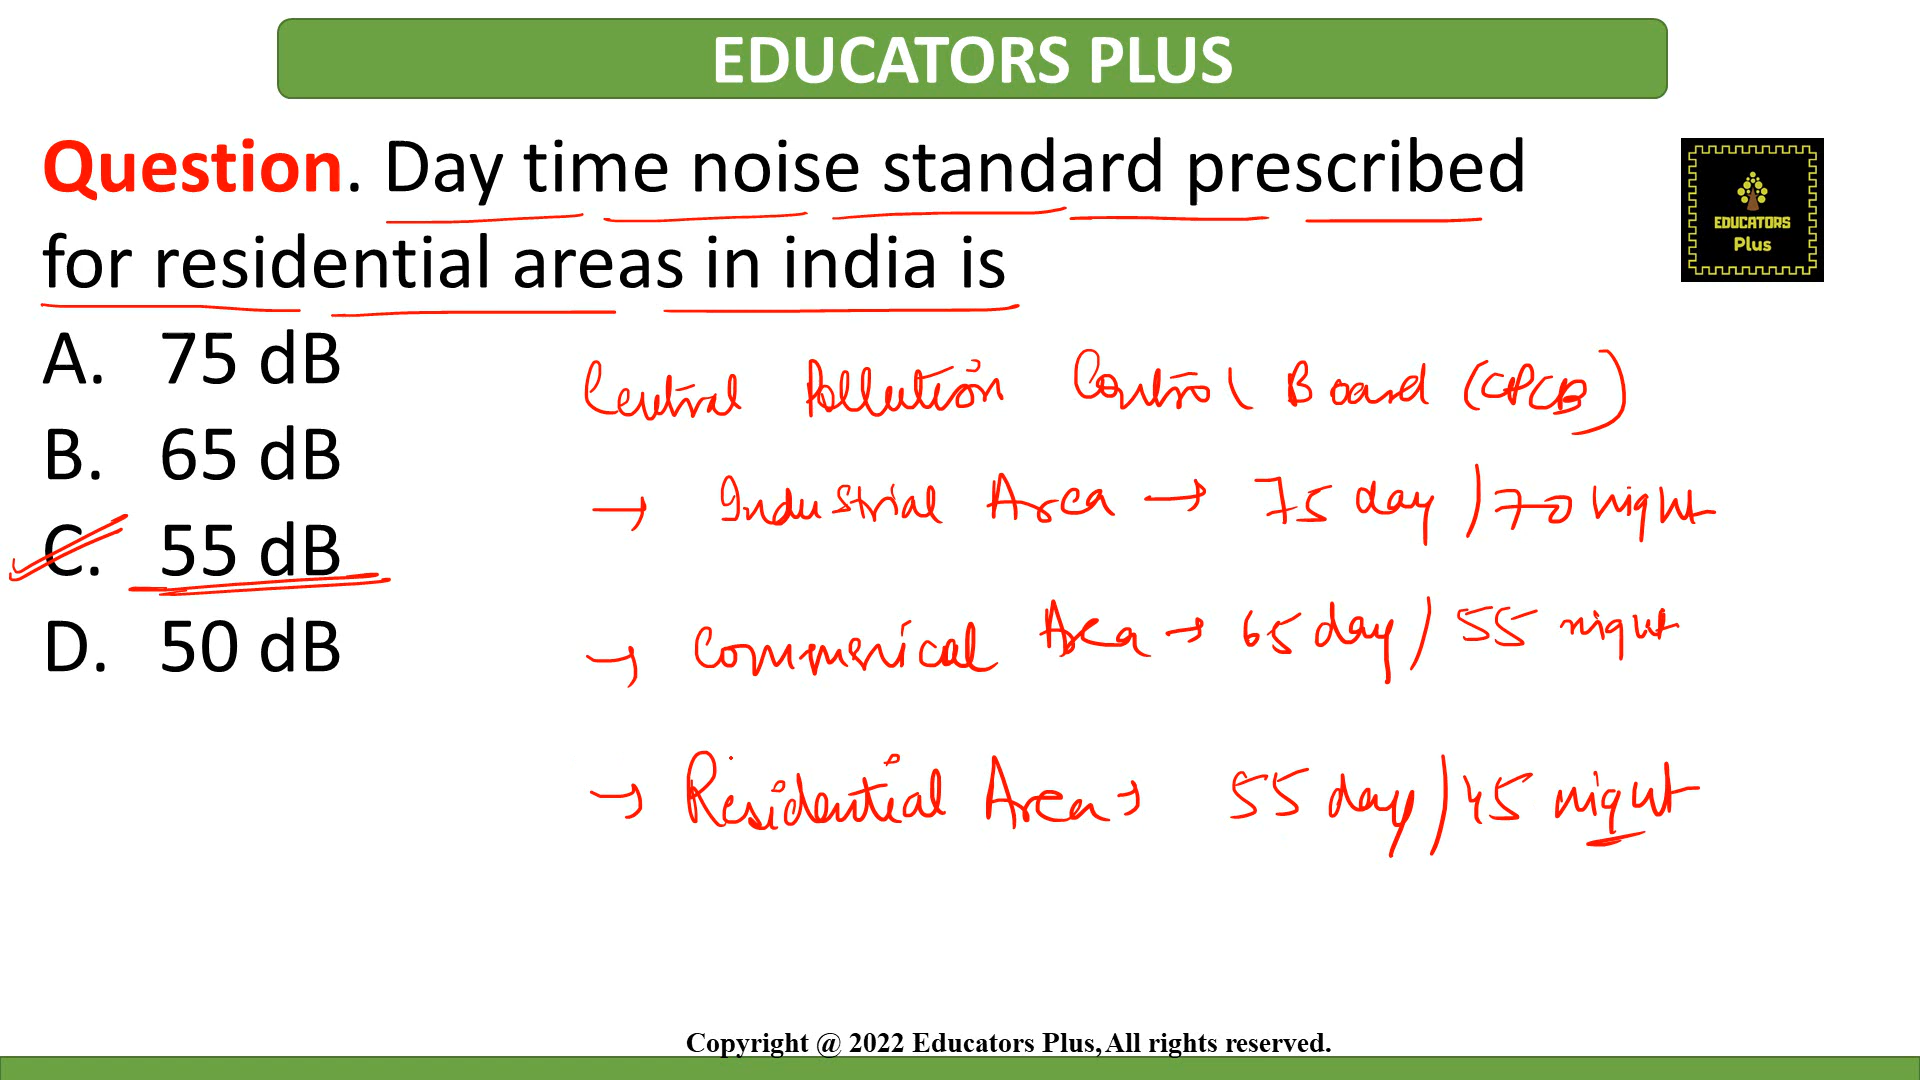 EDUCATORS PLUS
Question. Day time noise standard prescribed
for residential areas in india is
EDUCATORS
Plus
A. 75 dB
B. 65 dB
C. 55 dB
D. 50 dB
Central Pollution Control Board (CPCB)
→ Industrial Area → 75 day / 70 night
→ Commerical Area → 65 day / 55 night
→ Residential Area → 55 day / 45 night
Copyright @ 2022 Educators Plus, All rights reserved.